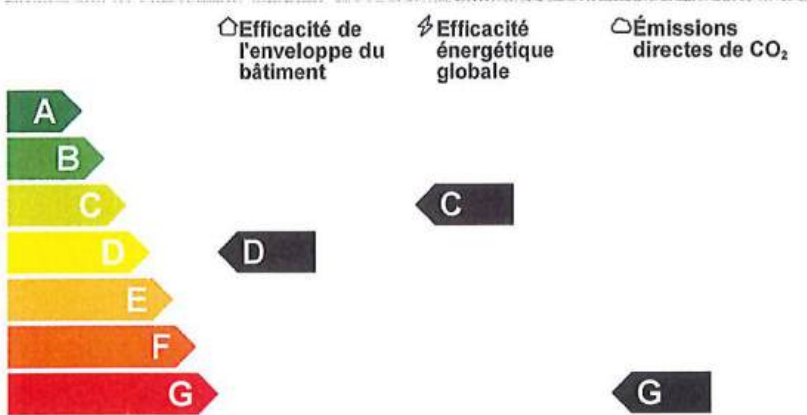 Efficacité de
l'enveloppe du
bâtiment
Efficacité
énergétique
globale
Émissions
directes de CO₂
A
B
C
C
D
D
E
F
G
G